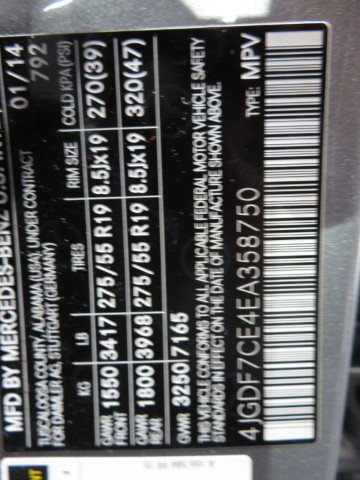 MFD BY MERCEDES-BENZ U.S. 01/14
TUSCALOOSA COUNTY, ALABAMA (USA), UNDER CONTRACT 792
FOR DAIMLER AG, STUTTGART (GERMANY)
KG LB TIRES RIM SIZE COLD KPA (PSI)
GAWR FRONT 1550 3417 275/55 R19 8.5Jx19 270(39)
GAWR REAR 1800 3968 275/55 R19 8.5Jx19 320(47)
GVWR 3250 7165
THIS VEHICLE CONFORMS TO ALL APPLICABLE FEDERAL MOTOR VEHICLE SAFETY
STANDARDS IN EFFECT ON THE DATE OF MANUFACTURE SHOWN ABOVE.
4JGDF7CE4EA358750 TYPE: MPV